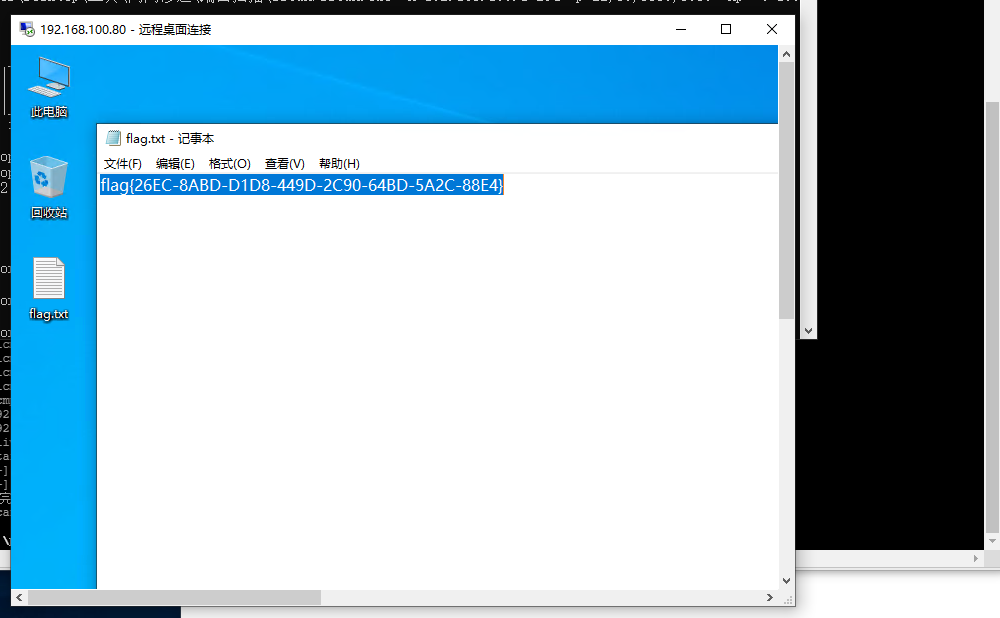 192.168.100.80 - 远程桌面连接
此电脑
回收站
flag.txt
flag.txt - 记事本
文件(F) 编辑(E) 格式(O) 查看(V) 帮助(H)
flag{26EC-8ABD-D1D8-449D-2C90-64BD-5A2C-88E4}